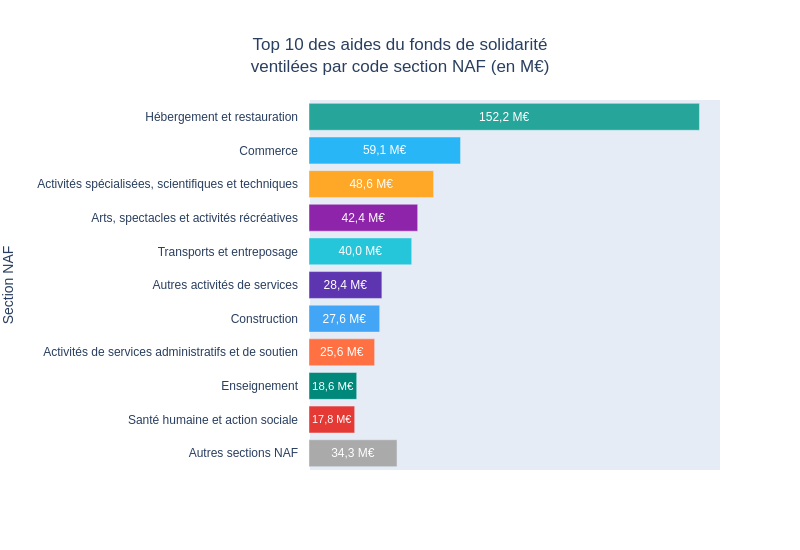 Top 10 des aides du fonds de solidarité
ventilées par code section NAF (en M€)
Section NAF
Hébergement et restauration 152,2 M€
Commerce 59,1 M€
Activités spécialisées, scientifiques et techniques 48,6 M€
Arts, spectacles et activités récréatives 42,4 M€
Transports et entreposage 40,0 M€
Autres activités de services 28,4 M€
Construction 27,6 M€
Activités de services administratifs et de soutien 25,6 M€
Enseignement 18,6 M€
Santé humaine et action sociale 17,8 M€
Autres sections NAF 34,3 M€